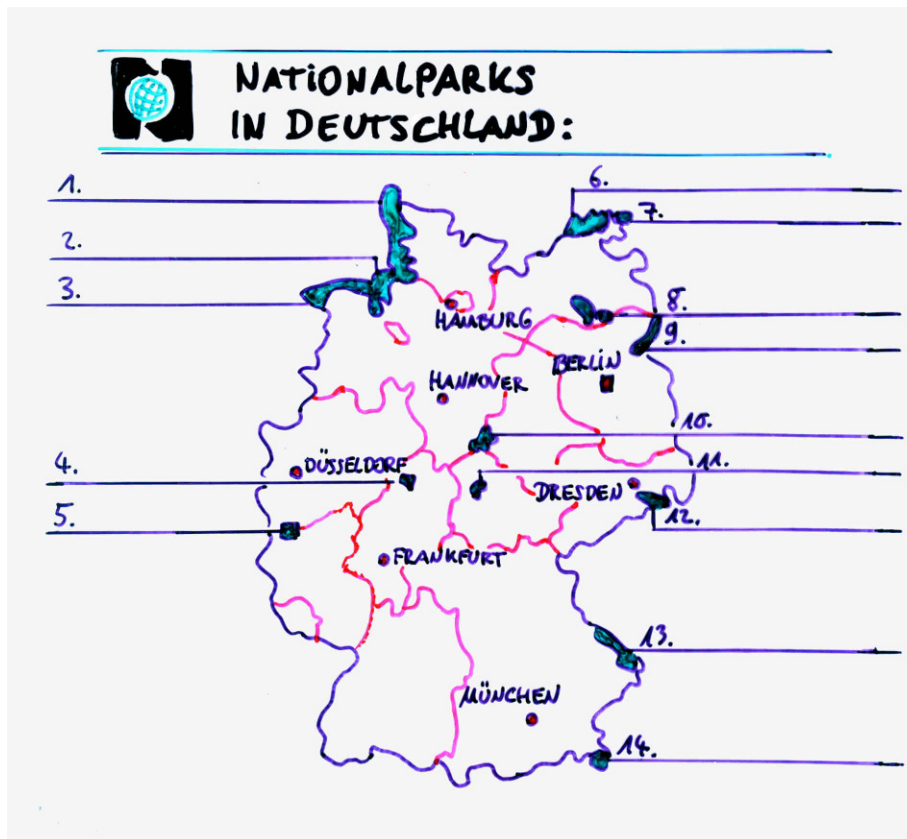 NATIONALPARKS
IN DEUTSCHLAND:
1.
2.
3.
4.
5.
6.
7.
8.
9.
10.
11.
12.
13.
14.
HAMBURG
BERLIN
HANNOVER
DÜSSELDORF
DRESDEN
FRANKFURT
MÜNCHEN